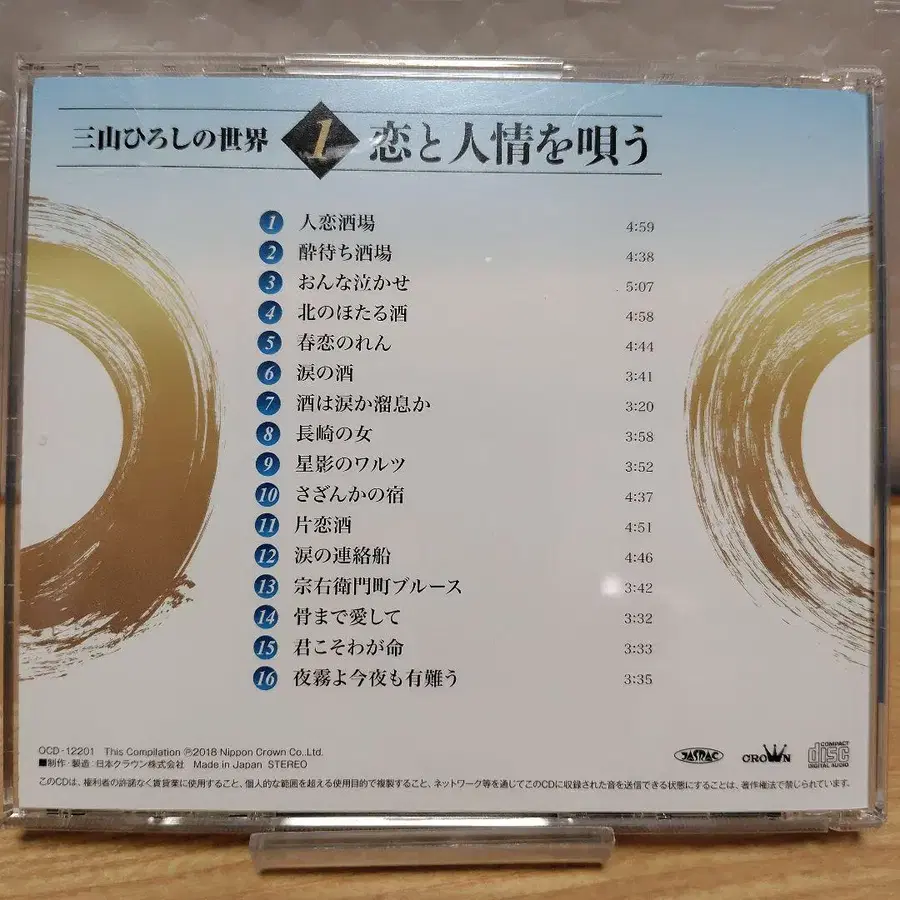 三山ひろしの世界 1 恋と人情を唄う
1 人恋酒場 4:59
2 酔待ち酒場 4:38
3 おんな泣かせ 5:07
4 北のほたる酒 4:58
5 春恋のれん 4:44
6 涙の酒 3:41
7 酒は涙か溜息か 3:20
8 長崎の女 3:58
9 星影のワルツ 3:52
10 さざんかの宿 4:37
11 片恋酒 4:51
12 涙の連絡船 4:46
13 宗右衛門町ブルース 3:42
14 骨まで愛して 3:32
15 君こそわが命 3:33
16 夜霧よ今夜も有難う 3:35
QCD-12201 This Compilation ℗2018 Nippon Crown Co.,Ltd.
■制作・製造:日本クラウン株式会社 Made in Japan STEREO
JASRAC CROWN COMPACT disc DIGITAL AUDIO
このCDは、権利者の許諾なく賃貸業に使用すること、個人的な範囲を超える使用目的で複製すること、ネットワーク等を通じてこのCDに収録された音を送信できる状態にすることは、著作権法で禁じられています。